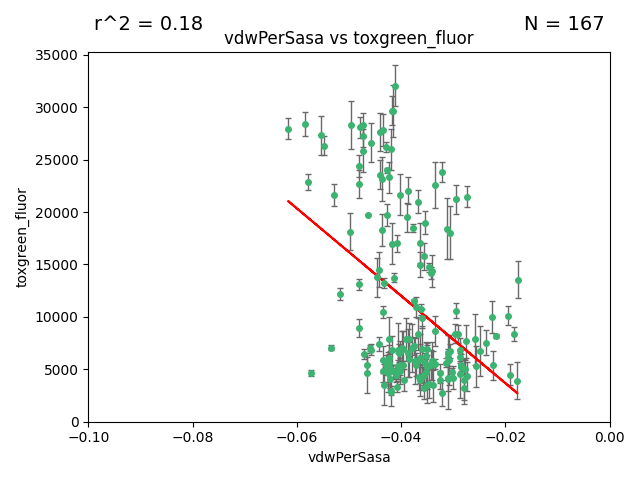 r^2 = 0.18
N = 167
vdwPerSasa vs toxgreen_fluor
35000
30000
25000
20000
15000
10000
5000
0
toxgreen_fluor
−0.10
−0.08
−0.06
−0.04
−0.02
0.00
vdwPerSasa